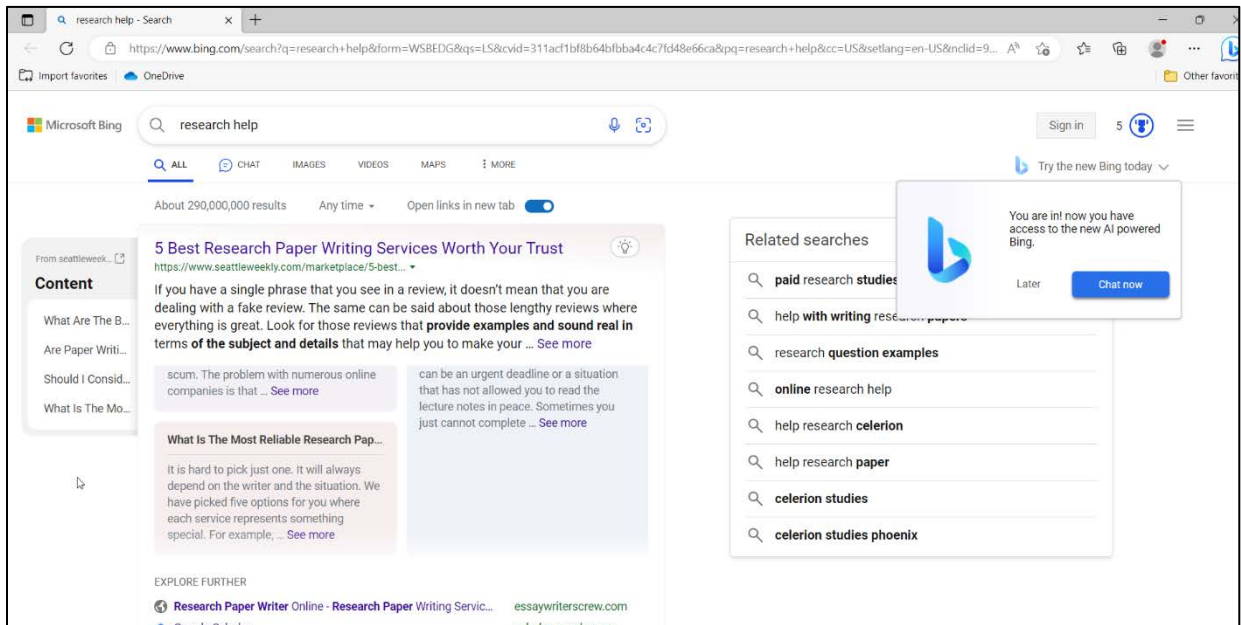 research help - Search
https://www.bing.com/search?q=research+help&form=WSBEDG&qs=LS&cvid=311acf1bf8b64bfbba4c4c7fd48e66ca&pq=research+help&cc=US&setlang=en-US&nclid=9...
Import favorites OneDrive Other favorit
Microsoft Bing research help Sign in 5
ALL CHAT IMAGES VIDEOS MAPS MORE Try the new Bing today
About 290,000,000 results Any time Open links in new tab
From seattleweek...
Content
What Are The B...
Are Paper Writi...
Should I Consid...
What Is The Mo...
5 Best Research Paper Writing Services Worth Your Trust
https://www.seattleweekly.com/marketplace/5-best...
If you have a single phrase that you see in a review, it doesn't mean that you are
dealing with a fake review. The same can be said about those lengthy reviews where
everything is great. Look for those reviews that provide examples and sound real in
terms of the subject and details that may help you to make your ... See more
scum. The problem with numerous online
companies is that ... See more
What Is The Most Reliable Research Pap...
It is hard to pick just one. It will always
depend on the writer and the situation. We
have picked five options for you where
each service represents something
special. For example, ... See more
can be an urgent deadline or a situation
that has not allowed you to read the
lecture notes in peace. Sometimes you
just cannot complete ... See more
EXPLORE FURTHER
Research Paper Writer Online - Research Paper Writing Servic... essaywriterscrew.com
Related searches
paid research studies
help with writing research papers
research question examples
online research help
help research celerion
help research paper
celerion studies
celerion studies phoenix
You are in! now you have
access to the new AI powered
Bing.
Later Chat now